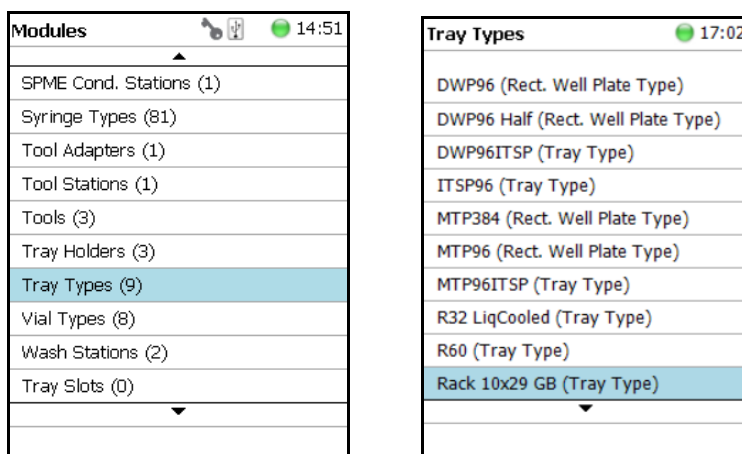 Modules 14:51
SPME Cond. Stations (1)
Syringe Types (81)
Tool Adapters (1)
Tool Stations (1)
Tools (3)
Tray Holders (3)
Tray Types (9)
Vial Types (8)
Wash Stations (2)
Tray Slots (0)
Tray Types 17:02
DWP96 (Rect. Well Plate Type)
DWP96 Half (Rect. Well Plate Type)
DWP96ITSP (Tray Type)
ITSP96 (Tray Type)
MTP384 (Rect. Well Plate Type)
MTP96 (Rect. Well Plate Type)
MTP96ITSP (Tray Type)
R32 LiqCooled (Tray Type)
R60 (Tray Type)
Rack 10x29 GB (Tray Type)